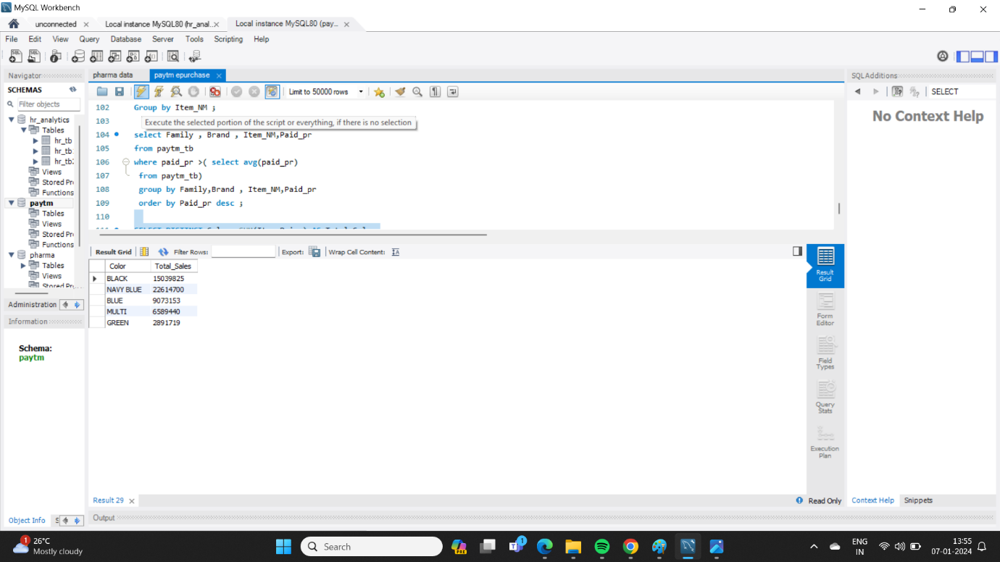 MySQL Workbench
unconnected
Local instance MySQL80 (hr_anal...
Local instance MySQL80 (pay...
File Edit View Query Database Server Tools Scripting Help
Navigator
SCHEMAS
Filter objects
hr_analytics
Tables
hr_tb
hr_tb
hr_tb
Views
Stored Pr
Functions
paytm
Tables
Views
Stored Pr
Functions
pharma
Tables
Views
Stored Pr
Administration
Information
Schema:
paytm
Object Info S
pharma data
paytm epurchase
Limit to 50000 rows
102 Group by Item_NM ;
103
Execute the selected portion of the script or everything, if there is no selection
104 select Family , Brand , Item_NM,Paid_pr
105 from paytm_tb
106 where paid_pr >( select avg(paid_pr)
107 from paytm_tb)
108 group by Family,Brand , Item_NM,Paid_pr
109 order by Paid_pr desc ;
110
Result Grid Filter Rows: Export: Wrap Cell Content:
Color Total_Sales
BLACK 15039825
NAVY BLUE 22614700
BLUE 9073153
MULTI 6589440
GREEN 2891719
Result Grid
Form Editor
Field Types
Query Stats
Execution Plan
Result 29
Read Only
Output
SQLAdditions
SELECT
No Context Help
Context Help Snippets
1
26°C
Mostly cloudy
Search
PRE
1
ENG
IN
13:55
07-01-2024